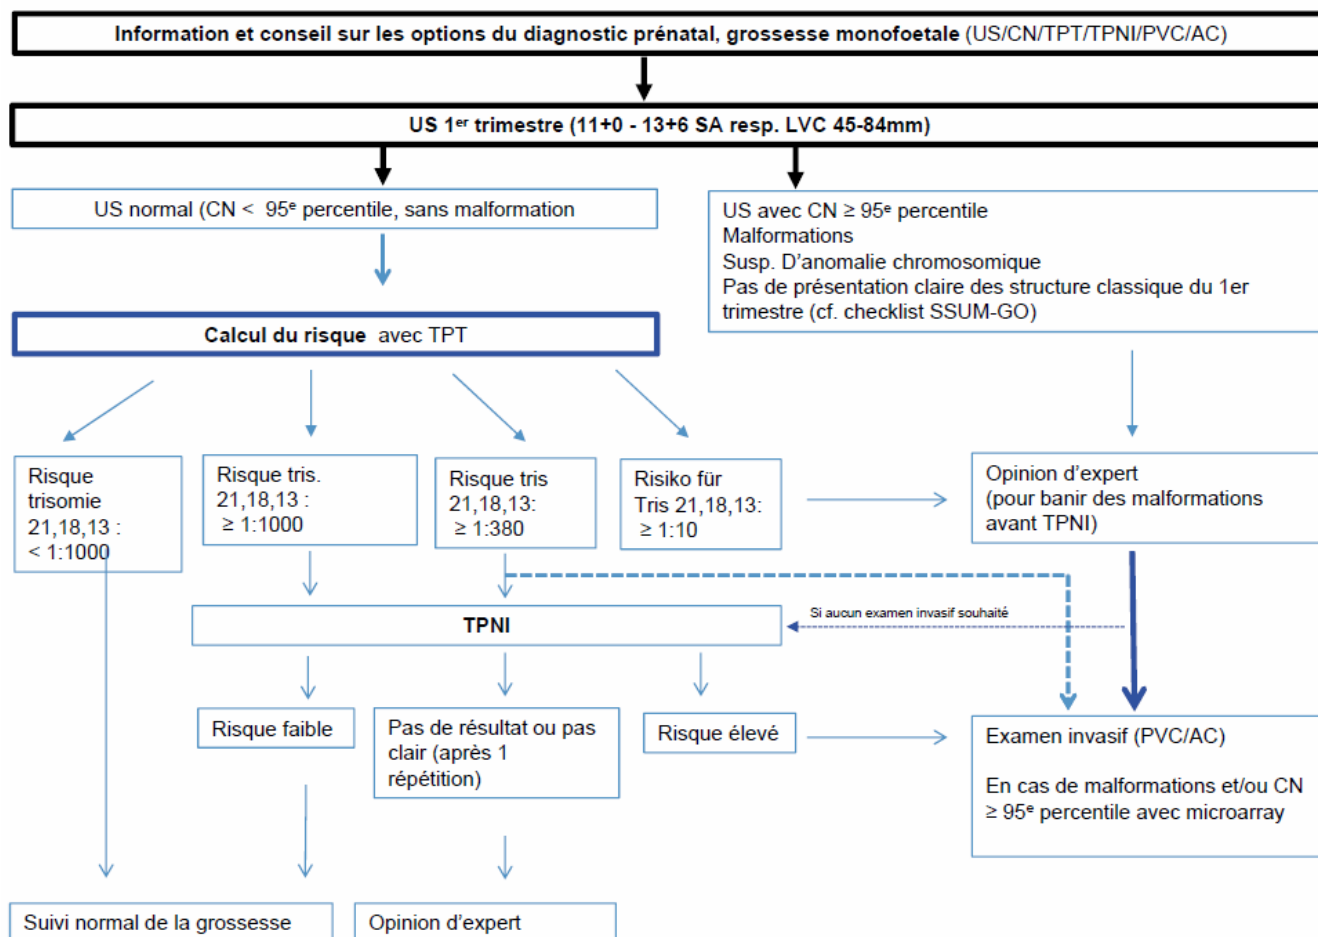 Information et conseil sur les options du diagnostic prénatal, grossesse monofoetale (US/CN/TPT/TPNI/PVC/AC)
US 1er trimestre (11+0 - 13+6 SA resp. LVC 45-84mm)
US normal (CN < 95e percentile, sans malformation
US avec CN ≥ 95e percentile
Malformations
Susp. D'anomalie chromosomique
Pas de présentation claire des structure classique du 1er
trimestre (cf. checklist SSUM-GO)
Calcul du risque avec TPT
Risque
trisomie
21,18,13 :
< 1:1000
Risque tris.
21,18,13 :
≥ 1:1000
Risque tris
21,18,13:
≥ 1:380
Risiko für
Tris 21,18,13:
≥ 1:10
Opinion d'expert
(pour banir des malformations
avant TPNI)
TPNI
Si aucun examen invasif souhaité
Risque faible
Pas de résultat ou pas
clair (après 1
répétition)
Risque élevé
Examen invasif (PVC/AC)
En cas de malformations et/ou CN
≥ 95e percentile avec microarray
Suivi normal de la grossesse
Opinion d'expert